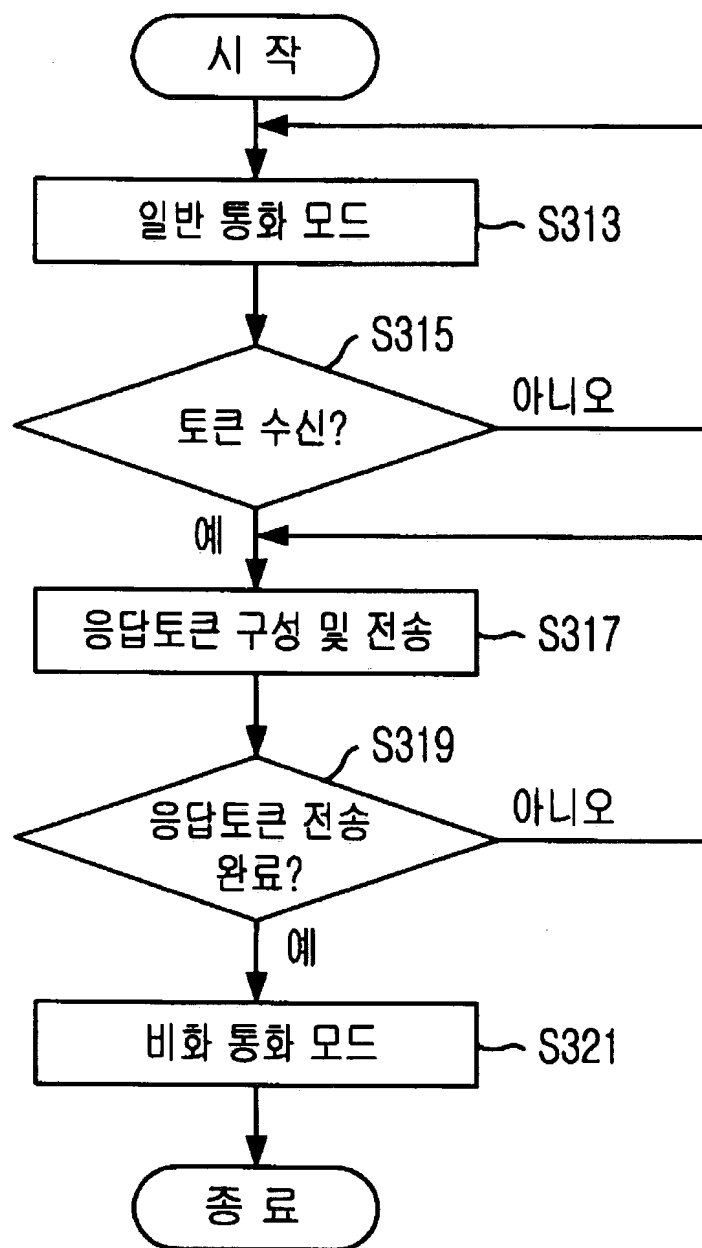 시 작
일반 통화 모드
S313
S315
토큰 수신?
아니오
예
응답토큰 구성 및 전송
S317
S319
아니오
응답토큰 전송
완료?
예
비화 통화 모드
S321
종 료